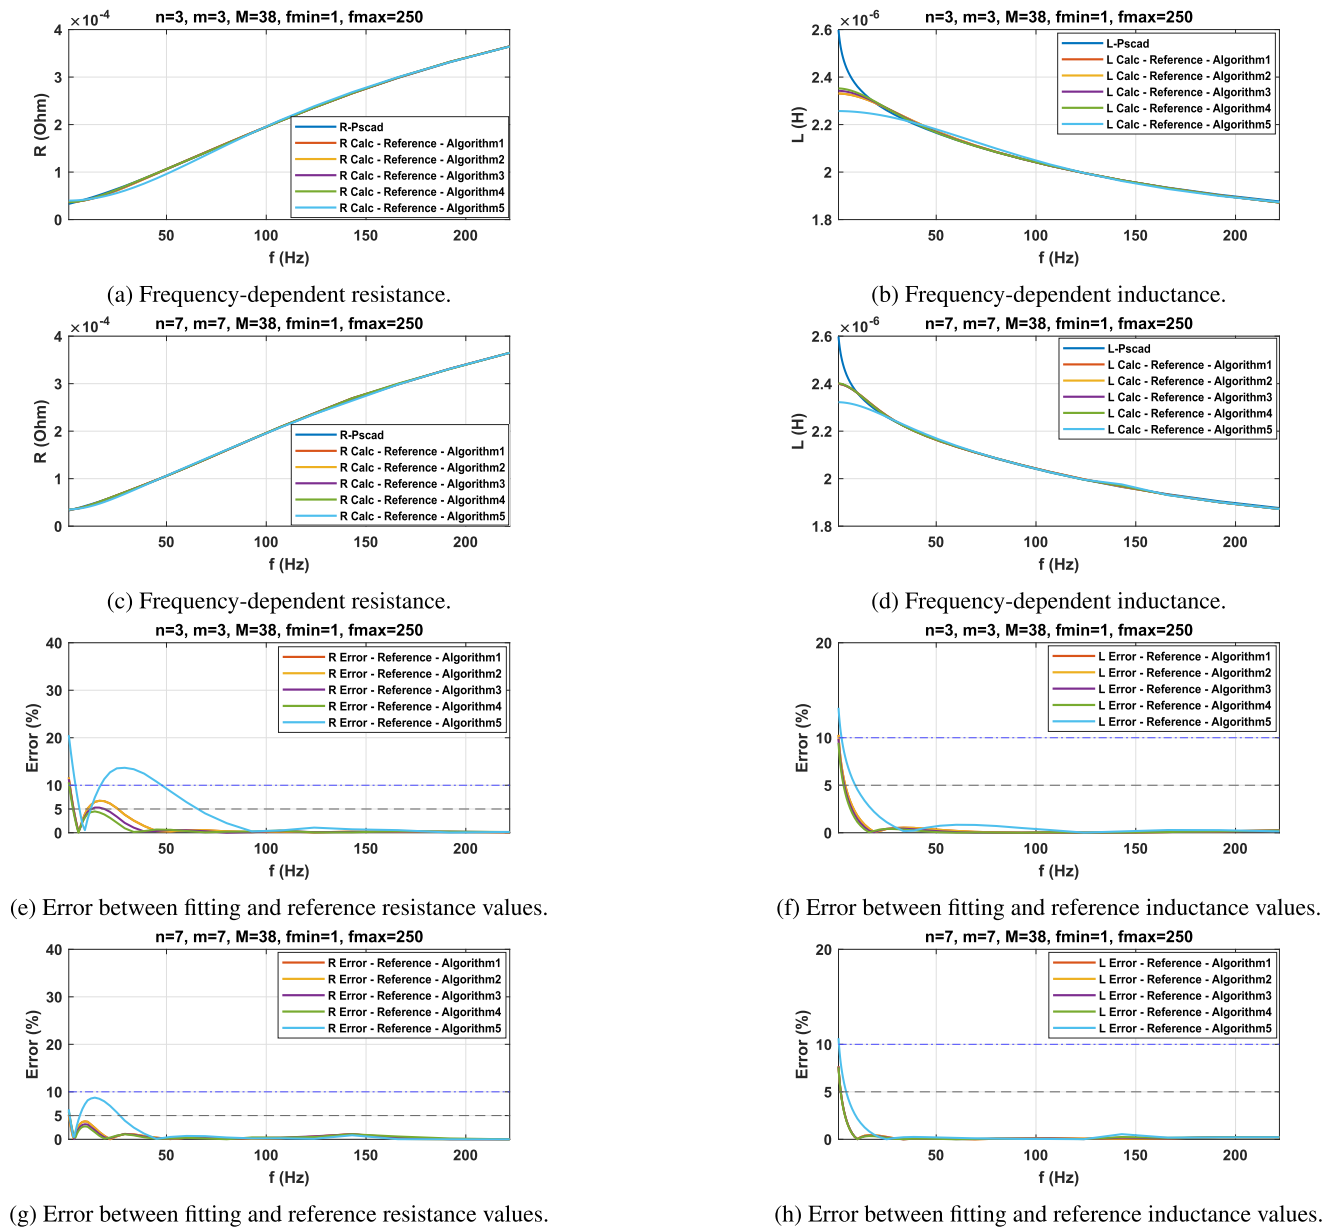 n=3, m=3, M=38, fmin=1, fmax=250
×10⁻⁴
4
3
2
1
0
R (Ohm)
R-Pscad
R Calc - Reference - Algorithm1
R Calc - Reference - Algorithm2
R Calc - Reference - Algorithm3
R Calc - Reference - Algorithm4
R Calc - Reference - Algorithm5
50 100 150 200
f (Hz)
(a) Frequency-dependent resistance.
n=3, m=3, M=38, fmin=1, fmax=250
×10⁻⁶
2.6
2.4
2.2
2
1.8
L (H)
L-Pscad
L Calc - Reference - Algorithm1
L Calc - Reference - Algorithm2
L Calc - Reference - Algorithm3
L Calc - Reference - Algorithm4
L Calc - Reference - Algorithm5
50 100 150 200
f (Hz)
(b) Frequency-dependent inductance.
n=7, m=7, M=38, fmin=1, fmax=250
×10⁻⁴
4
3
2
1
0
R (Ohm)
R-Pscad
R Calc - Reference - Algorithm1
R Calc - Reference - Algorithm2
R Calc - Reference - Algorithm3
R Calc - Reference - Algorithm4
R Calc - Reference - Algorithm5
50 100 150 200
f (Hz)
(c) Frequency-dependent resistance.
n=7, m=7, M=38, fmin=1, fmax=250
×10⁻⁶
2.6
2.4
2.2
2
1.8
L (H)
L-Pscad
L Calc - Reference - Algorithm1
L Calc - Reference - Algorithm2
L Calc - Reference - Algorithm3
L Calc - Reference - Algorithm4
L Calc - Reference - Algorithm5
50 100 150 200
f (Hz)
(d) Frequency-dependent inductance.
n=3, m=3, M=38, fmin=1, fmax=250
40
30
20
10
5
0
Error (%)
R Error - Reference - Algorithm1
R Error - Reference - Algorithm2
R Error - Reference - Algorithm3
R Error - Reference - Algorithm4
R Error - Reference - Algorithm5
50 100 150 200
f (Hz)
(e) Error between fitting and reference resistance values.
n=3, m=3, M=38, fmin=1, fmax=250
20
10
5
0
Error (%)
L Error - Reference - Algorithm1
L Error - Reference - Algorithm2
L Error - Reference - Algorithm3
L Error - Reference - Algorithm4
L Error - Reference - Algorithm5
50 100 150 200
f (Hz)
(f) Error between fitting and reference inductance values.
n=7, m=7, M=38, fmin=1, fmax=250
40
30
20
10
5
0
Error (%)
R Error - Reference - Algorithm1
R Error - Reference - Algorithm2
R Error - Reference - Algorithm3
R Error - Reference - Algorithm4
R Error - Reference - Algorithm5
50 100 150 200
f (Hz)
(g) Error between fitting and reference resistance values.
n=7, m=7, M=38, fmin=1, fmax=250
20
10
5
0
Error (%)
L Error - Reference - Algorithm1
L Error - Reference - Algorithm2
L Error - Reference - Algorithm3
L Error - Reference - Algorithm4
L Error - Reference - Algorithm5
50 100 150 200
f (Hz)
(h) Error between fitting and reference inductance values.